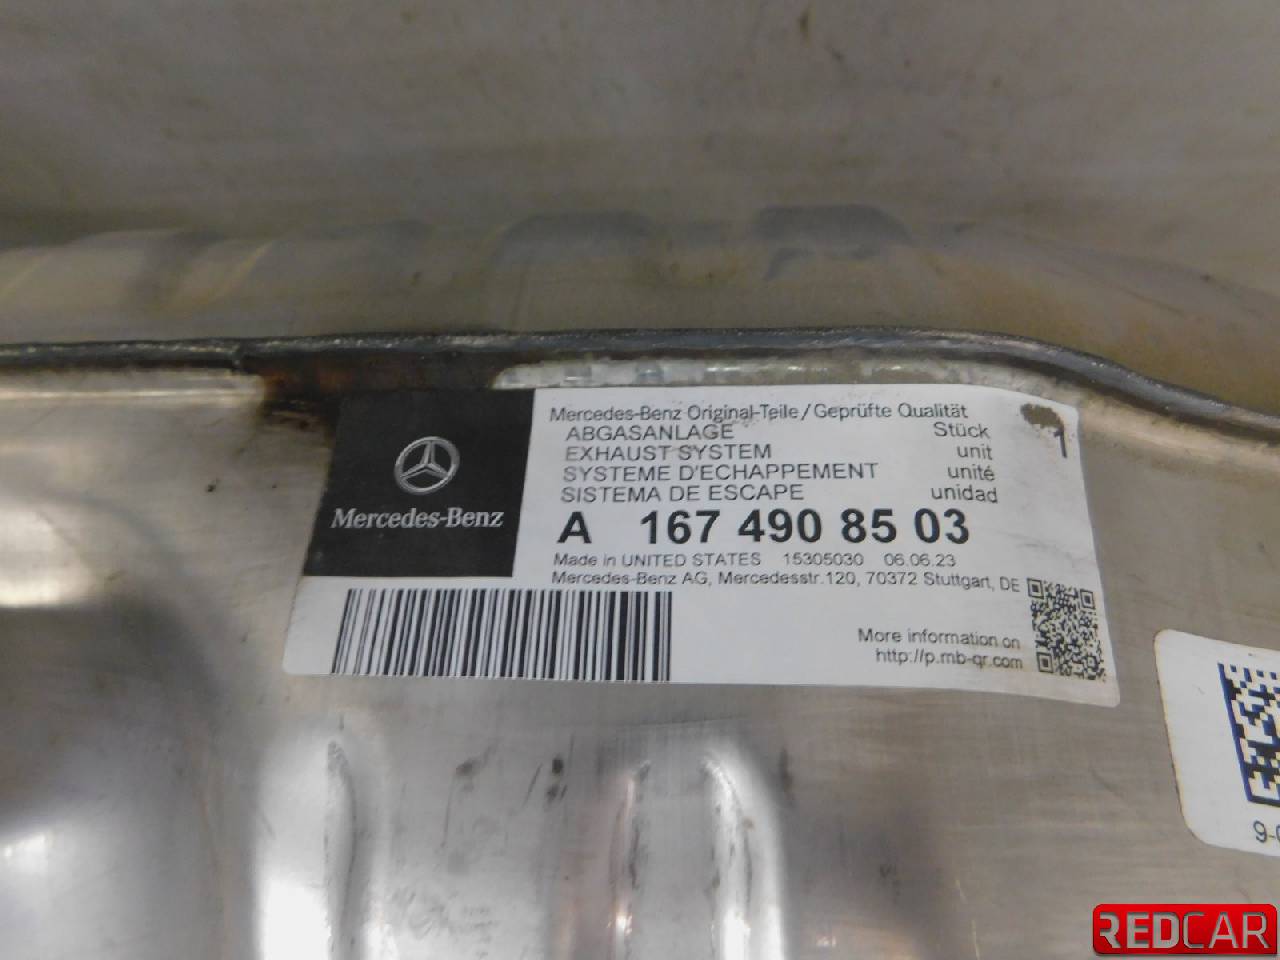 Mercedes-Benz Original-Teile/Geprüfte Qualität
ABGASANLAGE Stück
EXHAUST SYSTEM unit 1
SYSTEME D'ECHAPPEMENT unité
SISTEMA DE ESCAPE unidad
Mercedes-Benz
A 167 490 85 03
Made in UNITED STATES 15305030 06.06.23
Mercedes-Benz AG, Mercedesstr.120, 70372 Stuttgart, DE
More information on
http://p.mb-qr.com
REDCAR